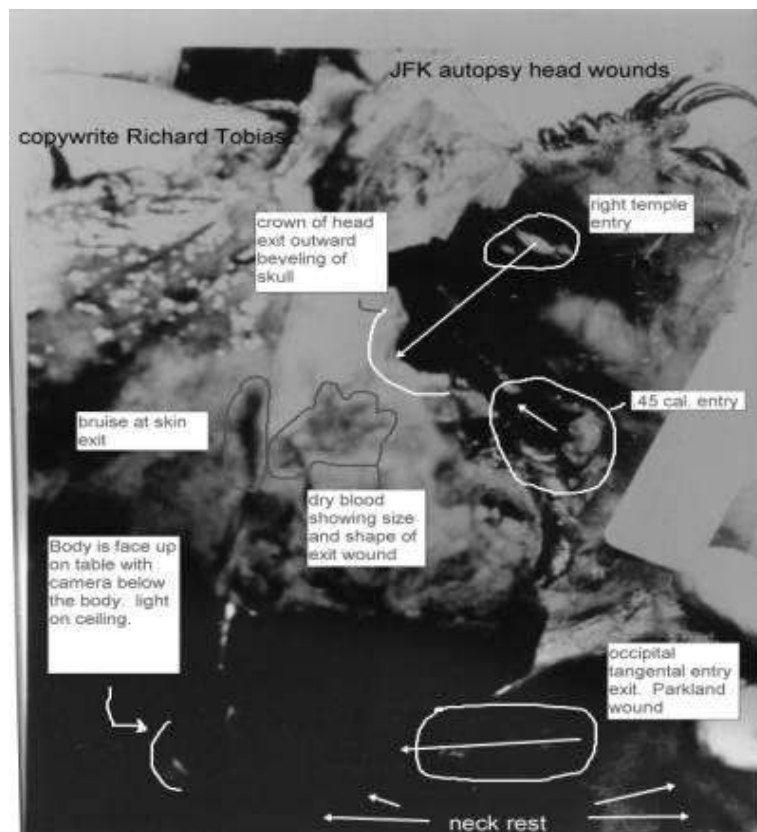 JFK autopsy head wounds
copywrite Richard Tobias
right temple
entry
crown of head
exit outward
beveling of
skull
.45 cal. entry
bruise at skin
exit
dry blood
showing size
and shape of
exit wound
Body is face up
on table with
camera below
the body. light
on ceiling.
occipital
tangental entry
exit. Parkland
wound
neck rest